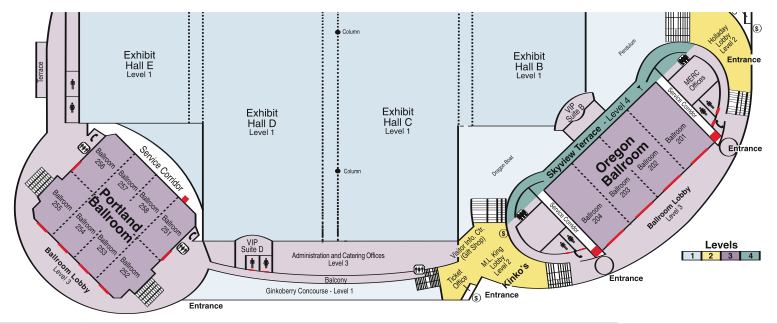 Exhibit
Hall E
Level 1
Exhibit
Hall D
Level 1
Exhibit
Hall C
Level 1
Exhibit
Hall B
Level 1
Column
Column
Terrace
Pendulum
Dragon Boat
Holladay
Lobby
Level 2
Entrance
MERC
Offices
Service Corridor
VIP
Suite B
Skyview Terrace - Level 4
Oregon
Ballroom
Ballroom
201
Ballroom
202
Ballroom
203
Ballroom
204
Service Corridor
Entrance
Ballroom Lobby
Level 3
Entrance
Service Corridor
Portland
Ballroom
Ballroom
256
Ballroom
257
Ballroom
258
Ballroom
251
Ballroom
255
Ballroom
254
Ballroom
253
Ballroom
252
Ballroom Lobby
Level 3
Entrance
VIP
Suite D
Administration and Catering Offices
Level 3
Balcony
Ginkoberry Concourse - Level 1
Visitor Info. Ctr.
(Gift Shop)
M.L. King
Lobby
Level 2
Ticket
Office
Kinko's
$ Entrance
$
$
Levels
1 2 3 4